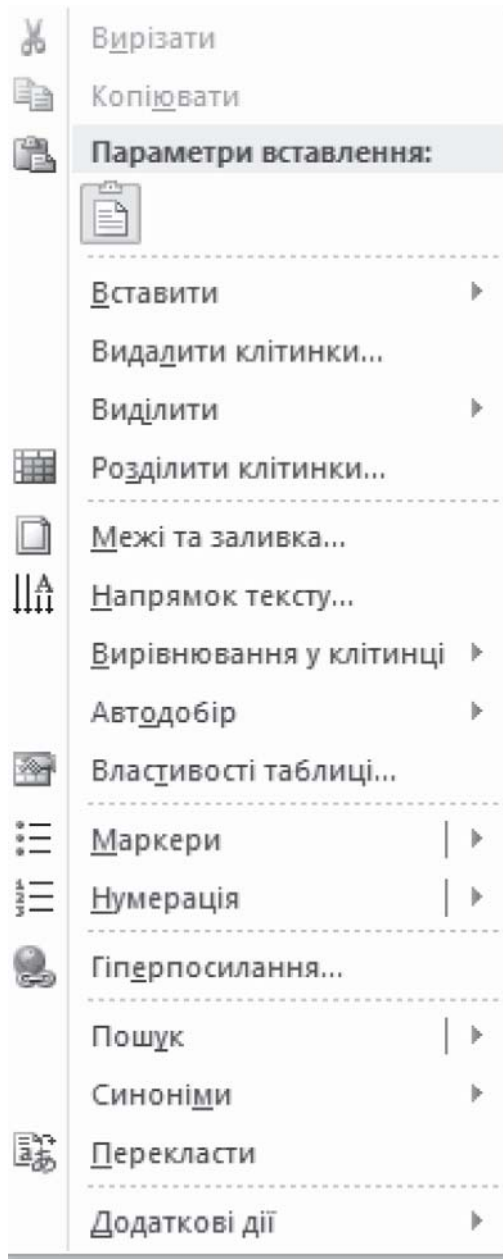 Вирізати
Копіювати
Параметри вставлення:
Вставити
Видалити клітинки...
Виділити
Розділити клітинки...
Межі та заливка...
Напрямок тексту...
Вирівнювання у клітинці
Автодобір
Властивості таблиці...
Маркери
Нумерація
Гіперпосилання...
Пошук
Синоніми
Перекласти
Додаткові дії